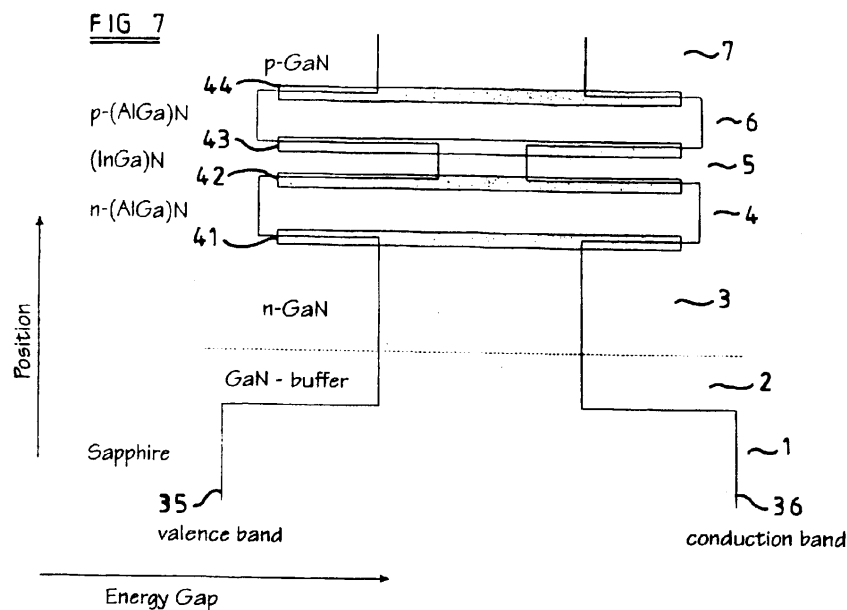 FIG 7
p-GaN
7
44
p-(AlGa)N
6
43
(InGa)N
5
42
n-(AlGa)N
4
41
n-GaN
3
Position
GaN - buffer
2
Sapphire
1
35
36
valence band
conduction band
Energy Gap